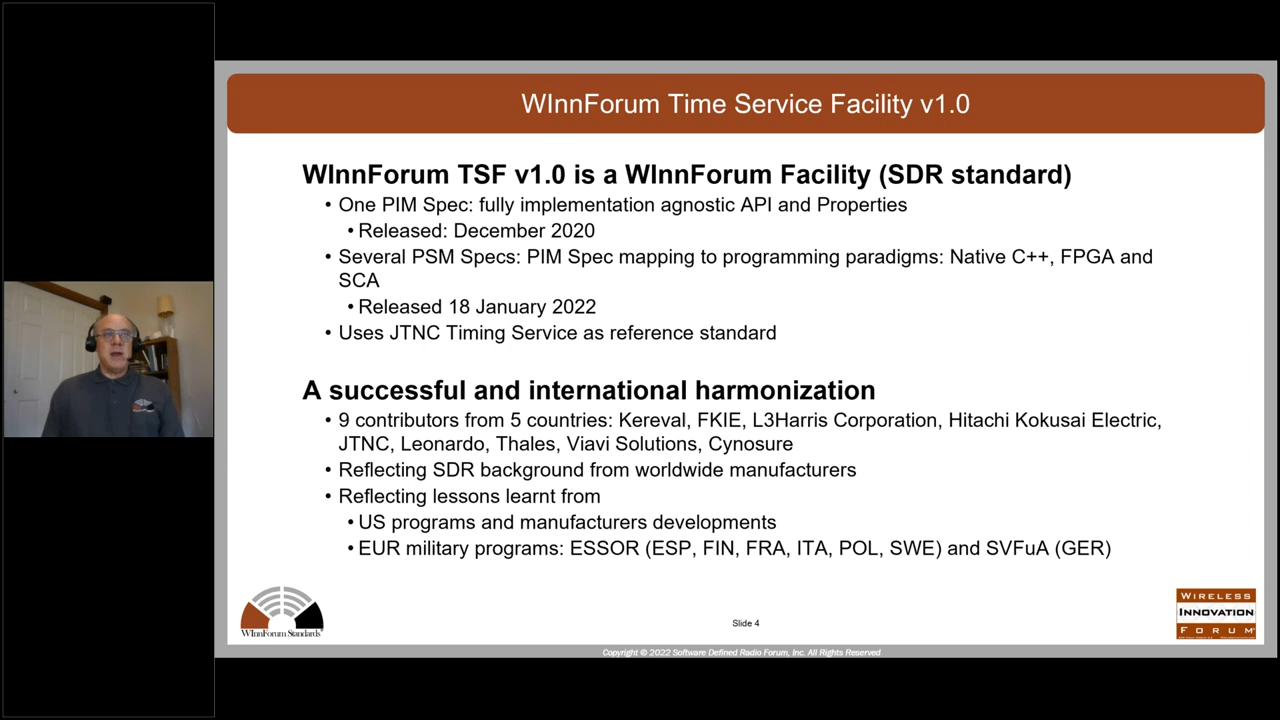 WInnForum Time Service Facility v1.0
WInnForum TSF v1.0 is a WInnForum Facility (SDR standard)
• One PIM Spec: fully implementation agnostic API and Properties
• Released: December 2020
• Several PSM Specs: PIM Spec mapping to programming paradigms: Native C++, FPGA and
SCA
• Released 18 January 2022
• Uses JTNC Timing Service as reference standard
A successful and international harmonization
• 9 contributors from 5 countries: Kereval, FKIE, L3Harris Corporation, Hitachi Kokusai Electric,
JTNC, Leonardo, Thales, Viavi Solutions, Cynosure
• Reflecting SDR background from worldwide manufacturers
• Reflecting lessons learnt from
• US programs and manufacturers developments
• EUR military programs: ESSOR (ESP, FIN, FRA, ITA, POL, SWE) and SVFuA (GER)
WInnForum Standards
Slide 4
WIRELESS
INNOVATION
FORUM
Copyright © 2022 Software Defined Radio Forum, Inc. All Rights Reserved